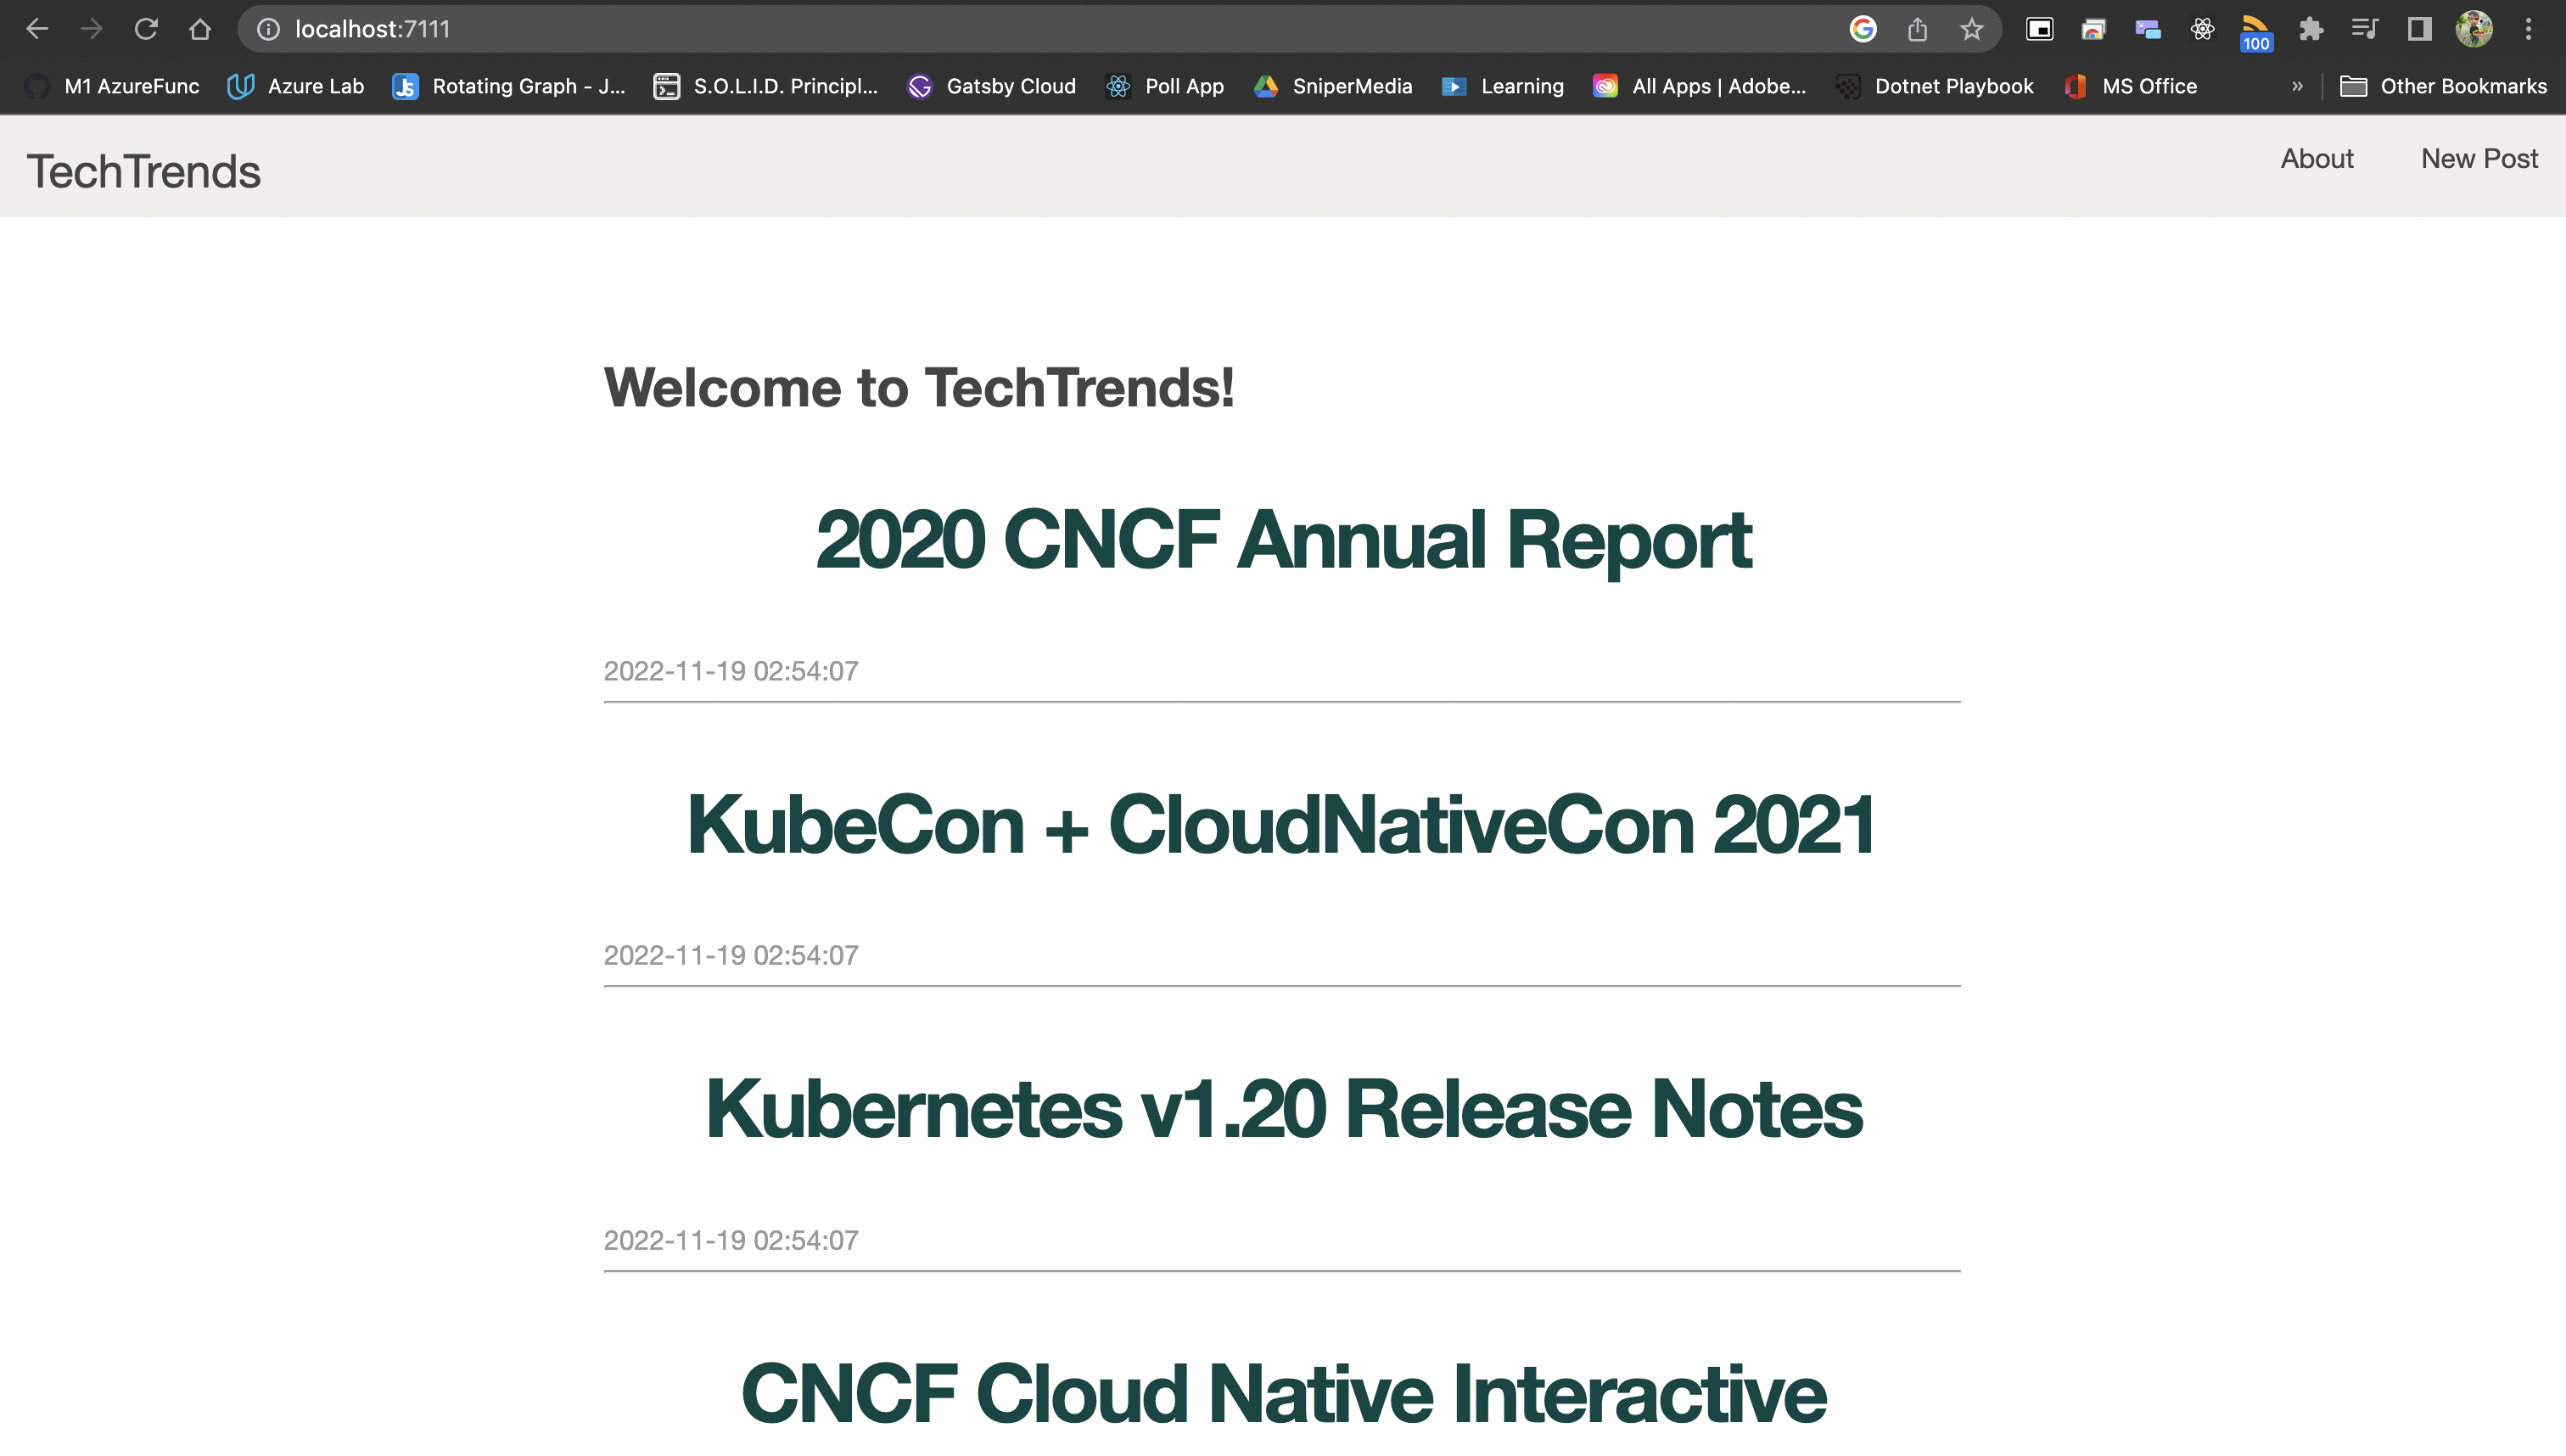 localhost:7111
100
M1 AzureFunc Azure Lab JS Rotating Graph - J... S.O.L.I.D. Principl... Gatsby Cloud Poll App SniperMedia Learning All Apps | Adobe... Dotnet Playbook MS Office » Other Bookmarks
TechTrends About New Post
Welcome to TechTrends!
2020 CNCF Annual Report
2022-11-19 02:54:07
KubeCon + CloudNativeCon 2021
2022-11-19 02:54:07
Kubernetes v1.20 Release Notes
2022-11-19 02:54:07
CNCF Cloud Native Interactive